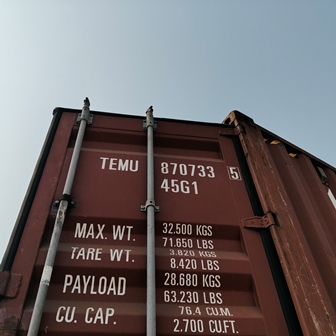 TEMU 870733 5
45G1
MAX. WT. 32.500 KGS
71.650 LBS
TARE WT. 3.820 KGS
8.420 LBS
PAYLOAD 28.680 KGS
63.230 LBS
CU. CAP. 76.4 CU.M.
2.700 CU.FT.